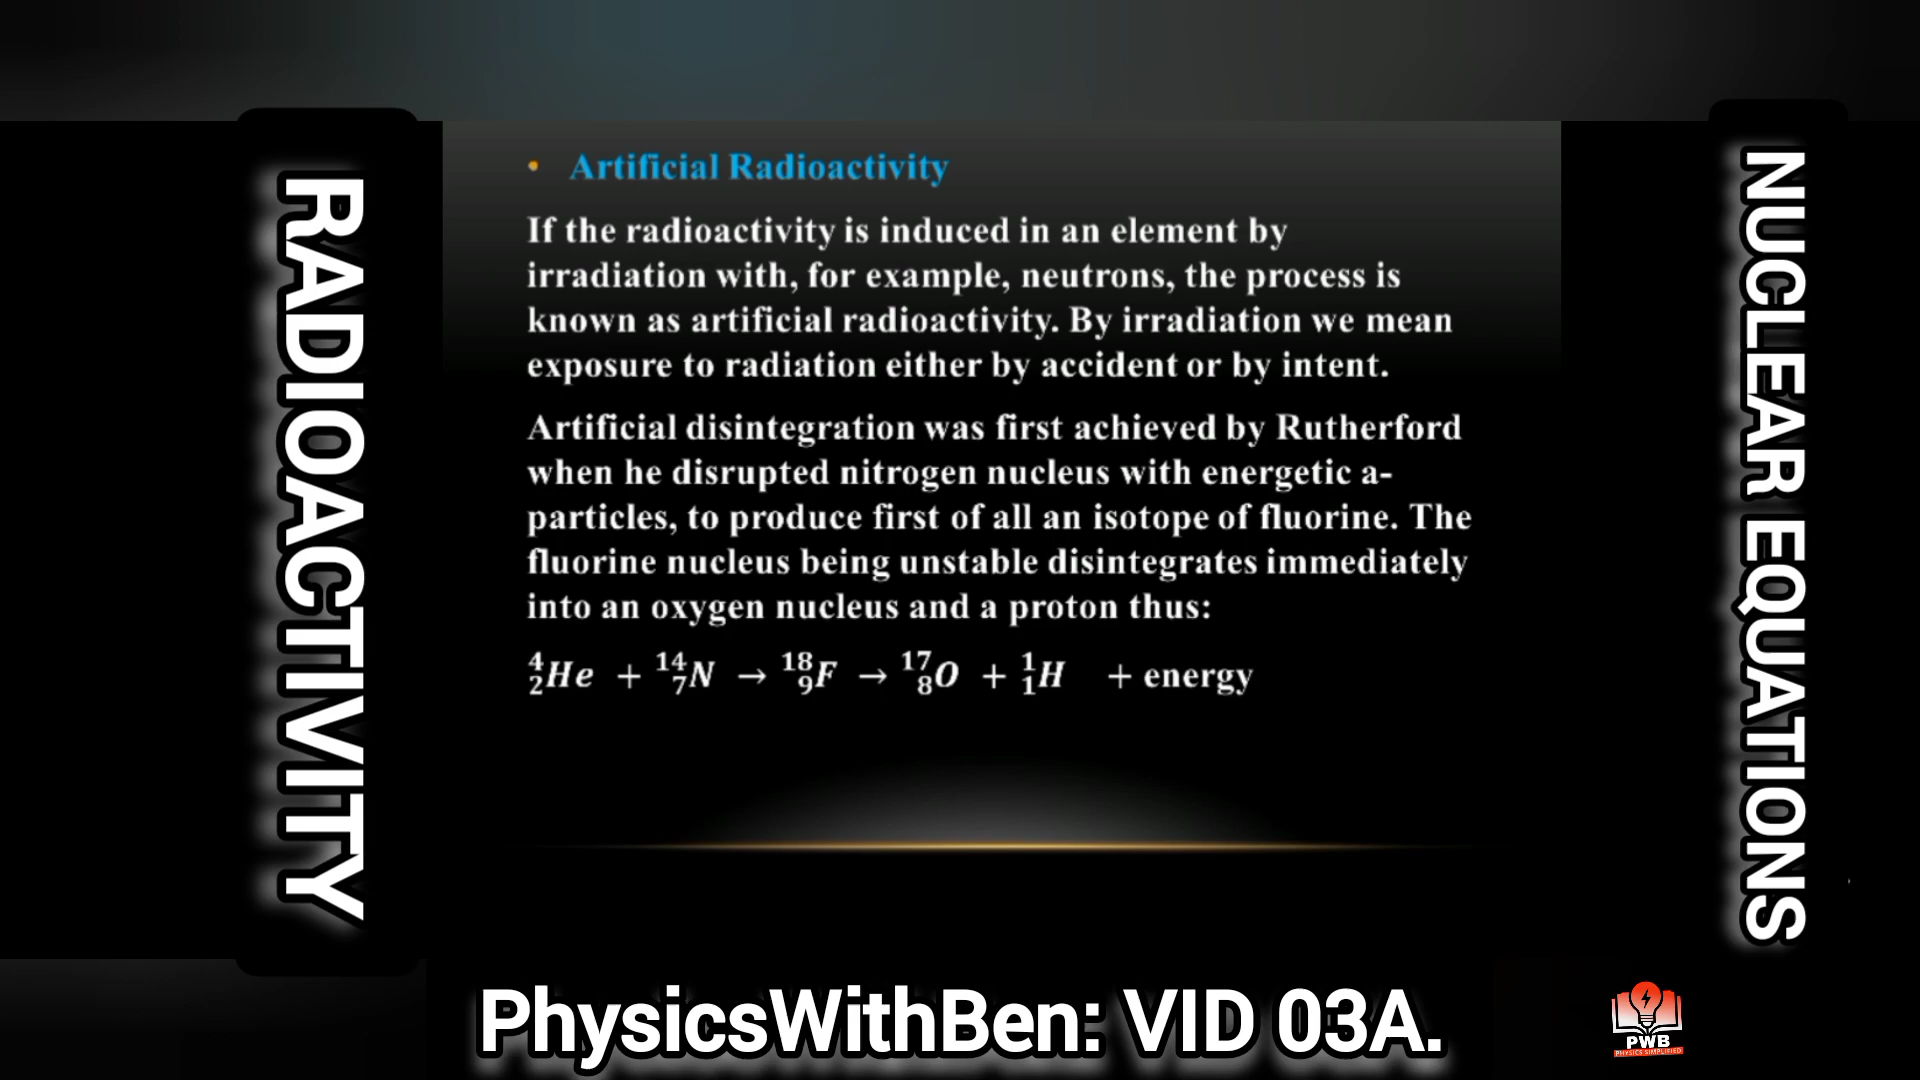 RADIOACTIVITY
• Artificial Radioactivity
If the radioactivity is induced in an element by
irradiation with, for example, neutrons, the process is
known as artificial radioactivity. By irradiation we mean
exposure to radiation either by accident or by intent.
Artificial disintegration was first achieved by Rutherford
when he disrupted nitrogen nucleus with energetic a-
particles, to produce first of all an isotope of fluorine. The
fluorine nucleus being unstable disintegrates immediately
into an oxygen nucleus and a proton thus:
⁴₂He + ¹⁴₇N → ¹⁸₉F → ¹⁷₈O + ¹₁H + energy
NUCLEAR EQUATIONS
PhysicsWithBen: VID 03A.
PWB
PHYSICS SIMPLIFIED